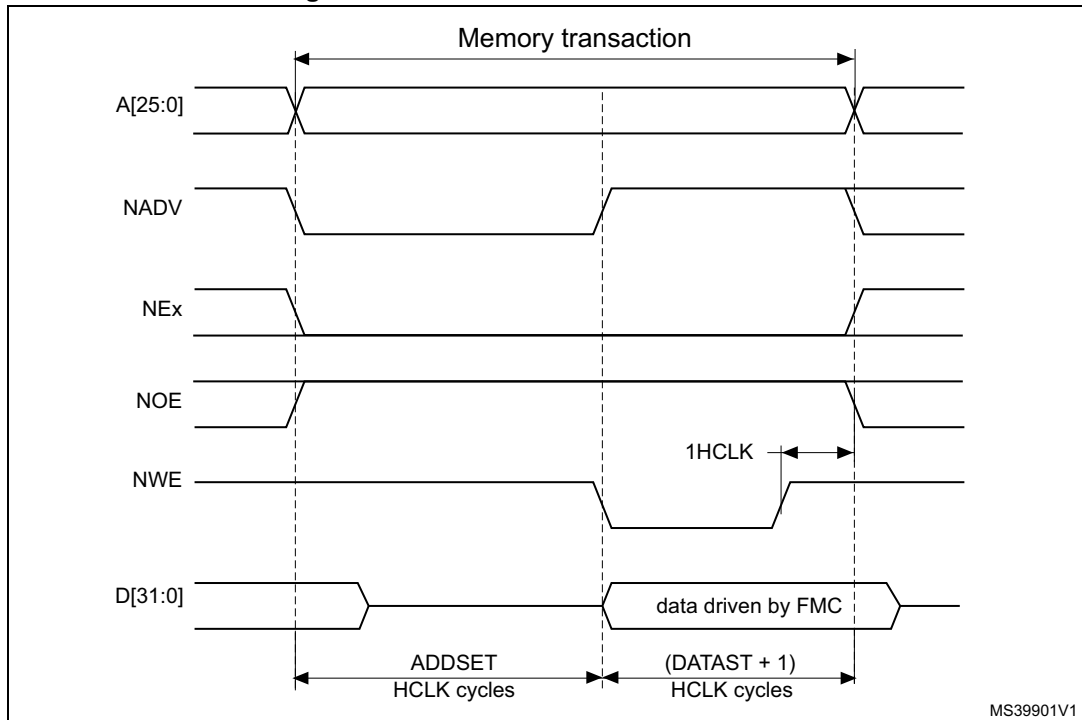 Memory transaction
A[25:0]
NADV
NEx
NOE
1HCLK
NWE
D[31:0]
data driven by FMC
ADDSET
HCLK cycles
(DATAST + 1)
HCLK cycles
MS39901V1